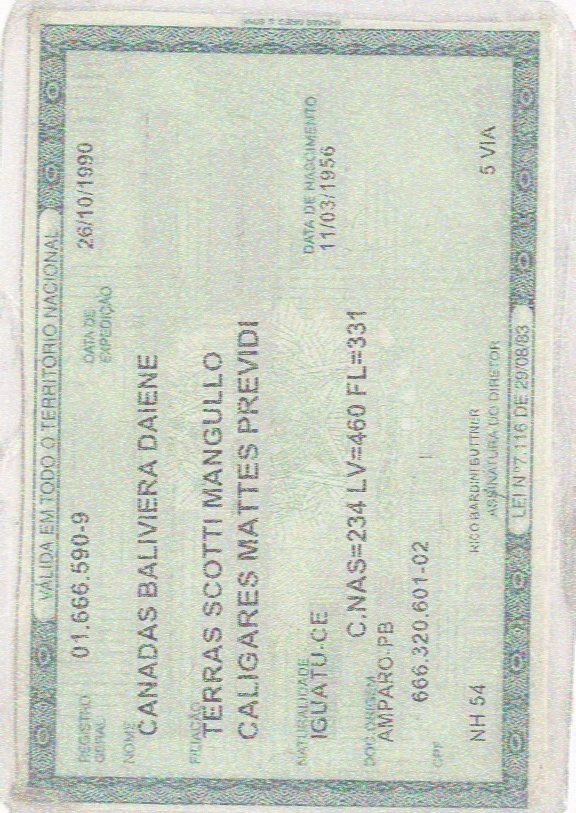 VÁLIDA EM TODO O TERRITÓRIO NACIONAL
REGISTRO GERAL 01.666.590-9 DATA DE EXPEDIÇÃO 26/10/1990
NOME CANADAS BALIVIERA DAIENE
FILIAÇÃO
TERRAS SCOTTI MANGULLO
CALIGARES MATTES PREVIDI
NATURALIDADE DATA DE NASCIMENTO
IGUATU-CE 11/03/1956
DOC. ORIGEM C.NAS=234 LV=460 FL=331
AMPARO-PB
CPF 666.320.601-02
NH 54 RICO BARDINI BUTTNER 5 VIA
ASSINATURA DO DIRETOR
LEI Nº 7.116 DE 29/08/83